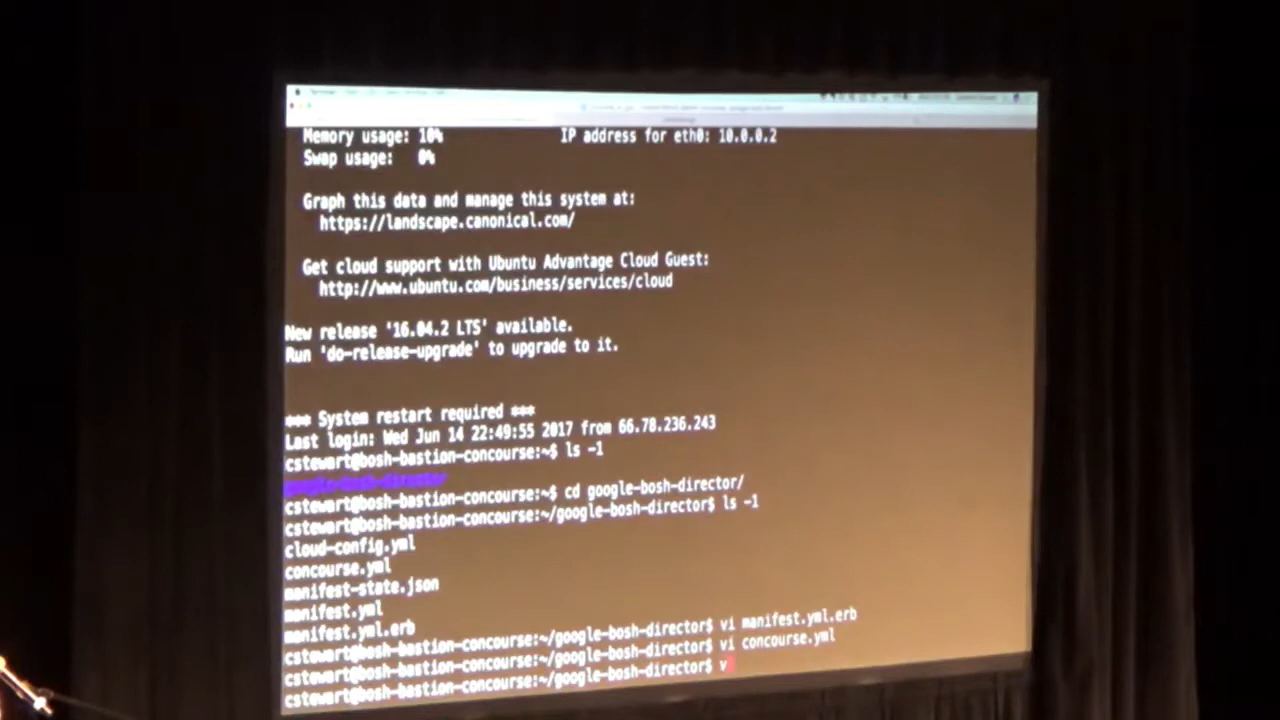 Memory usage: 10% IP address for eth0: 10.0.0.2
Swap usage: 0%
Graph this data and manage this system at:
https://landscape.canonical.com/
Get cloud support with Ubuntu Advantage Cloud Guest:
http://www.ubuntu.com/business/services/cloud
New release '16.04.2 LTS' available.
Run 'do-release-upgrade' to upgrade to it.
*** System restart required ***
Last login: Wed Jun 14 22:49:55 2017 from 66.78.236.243
cstewart@bosh-bastion-concourse:~$ ls -1
google-bosh-director
cstewart@bosh-bastion-concourse:~$ cd google-bosh-director/
cstewart@bosh-bastion-concourse:~/google-bosh-director$ ls -1
cloud-config.yml
concourse.yml
manifest-state.json
manifest.yml
manifest.yml.erb
cstewart@bosh-bastion-concourse:~/google-bosh-director$ vi manifest.yml.erb
cstewart@bosh-bastion-concourse:~/google-bosh-director$ vi concourse.yml
cstewart@bosh-bastion-concourse:~/google-bosh-director$ v